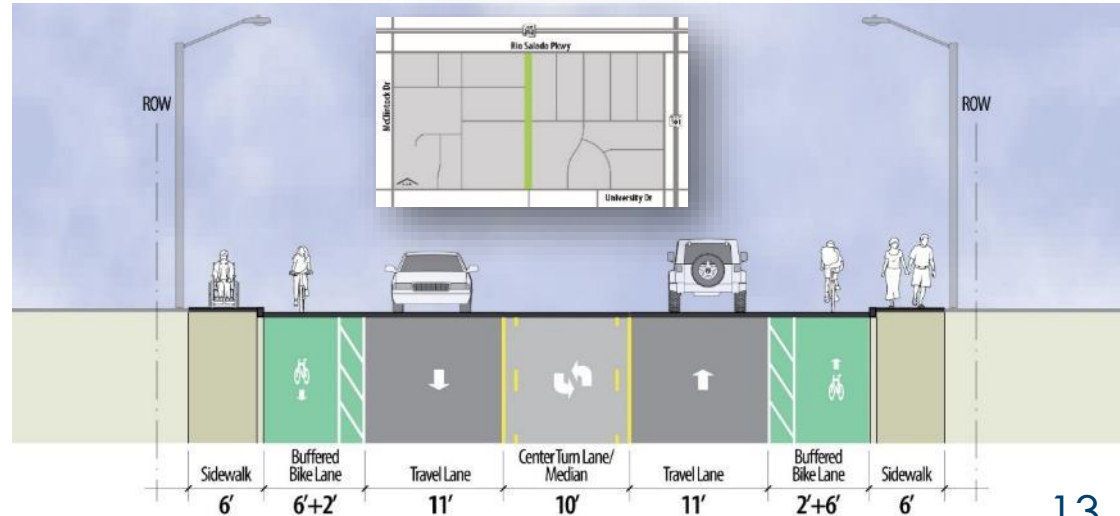 Rio Salado Pkwy
McClintock Dr
101
University Dr
ROW
ROW
Sidewalk
6'
Buffered
Bike Lane
6'+2'
Travel Lane
11'
Center Turn Lane/
Median
10'
Travel Lane
11'
Buffered
Bike Lane
2'+6'
Sidewalk
6'
13